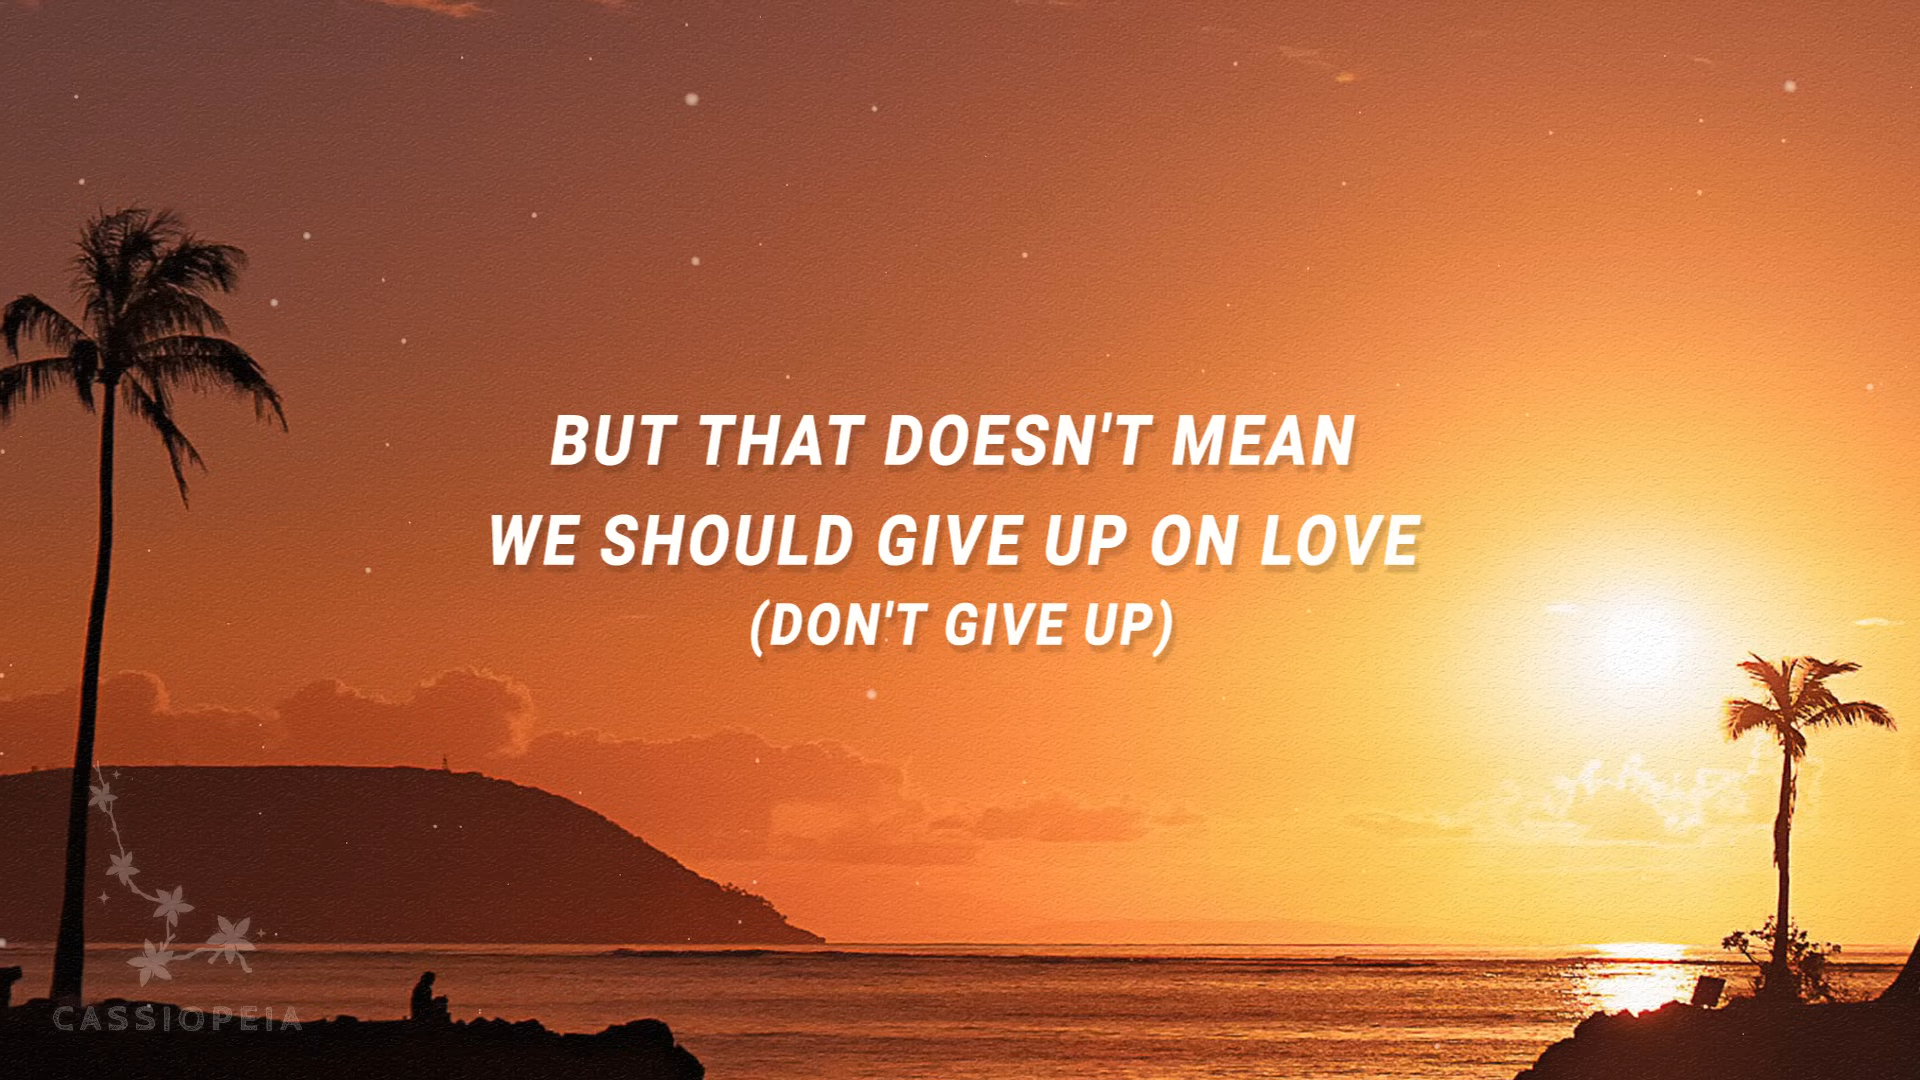 BUT THAT DOESN'T MEAN
WE SHOULD GIVE UP ON LOVE
(DON'T GIVE UP)
CASSIOPEIA